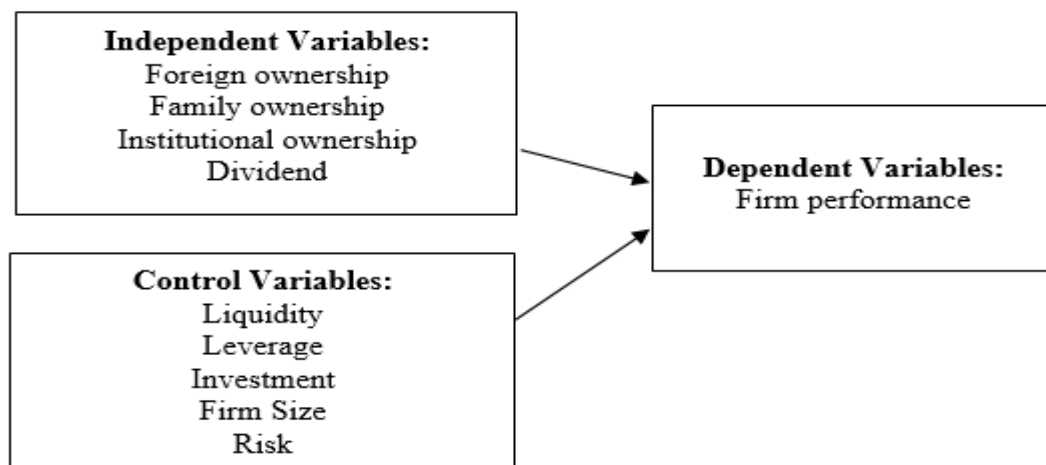 Independent Variables:
Foreign ownership
Family ownership
Institutional ownership
Dividend
Dependent Variables:
Firm performance
Control Variables:
Liquidity
Leverage
Investment
Firm Size
Risk